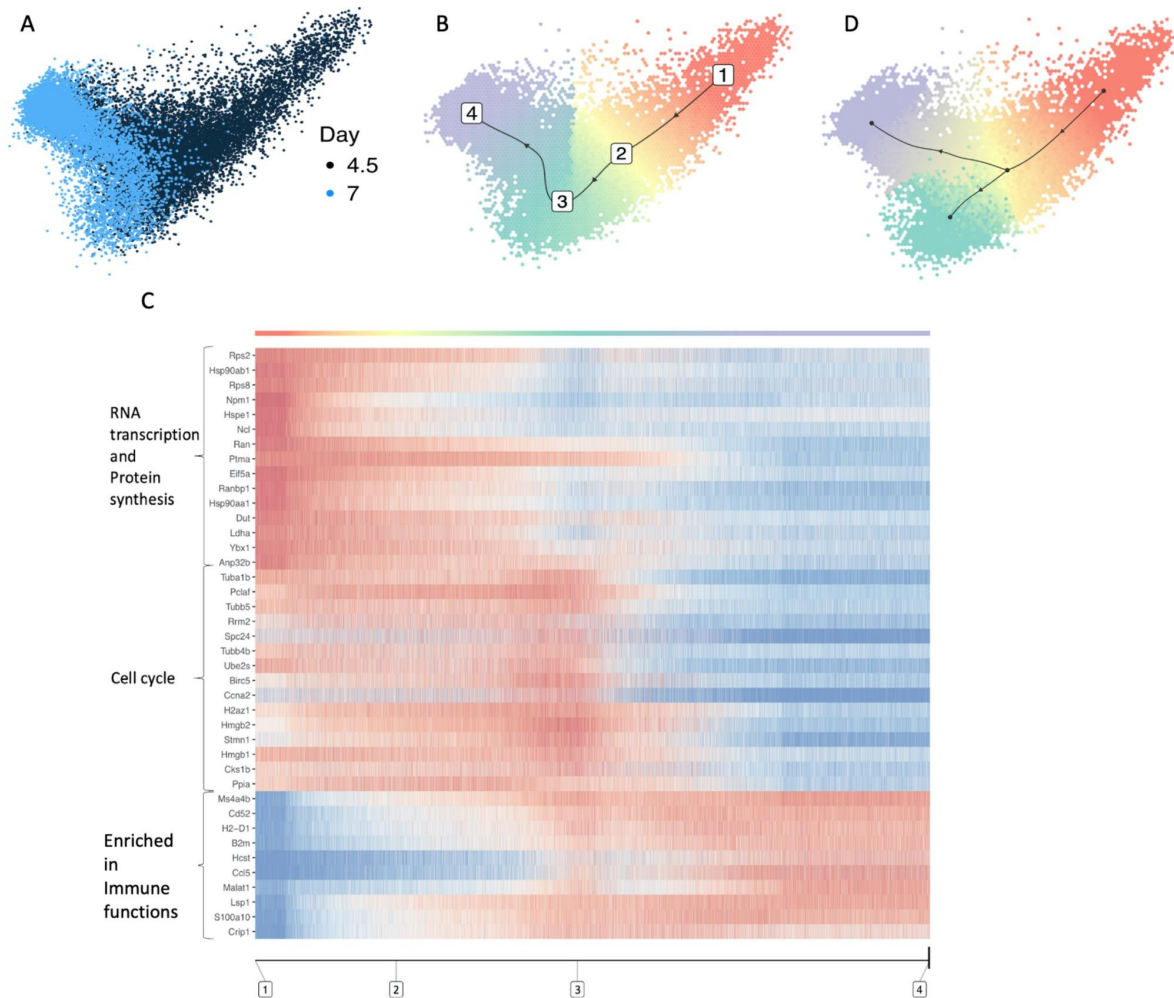 A
B
D
Day
4.5
7
1
2
3
4
C
RNA
transcription
and
Protein
synthesis
Cell cycle
Enriched
in
Immune
functions
Rps2
Hsp90ab1
Rps8
Npm1
Hspe1
Ncl
Ran
Ptma
Eif5a
Ranbp1
Hsp90aa1
Dut
Ldha
Ybx1
Anp32b
Tuba1b
Pclaf
Tubb5
Rrm2
Spc24
Tubb4b
Ube2s
Birc5
Ccna2
H2az1
Hmgb2
Stmn1
Hmgb1
Cks1b
Ppia
Ms4a4b
Cd52
H2−D1
B2m
Hcst
Ccl5
Malat1
Lsp1
S100a10
Crip1
1
2
3
4